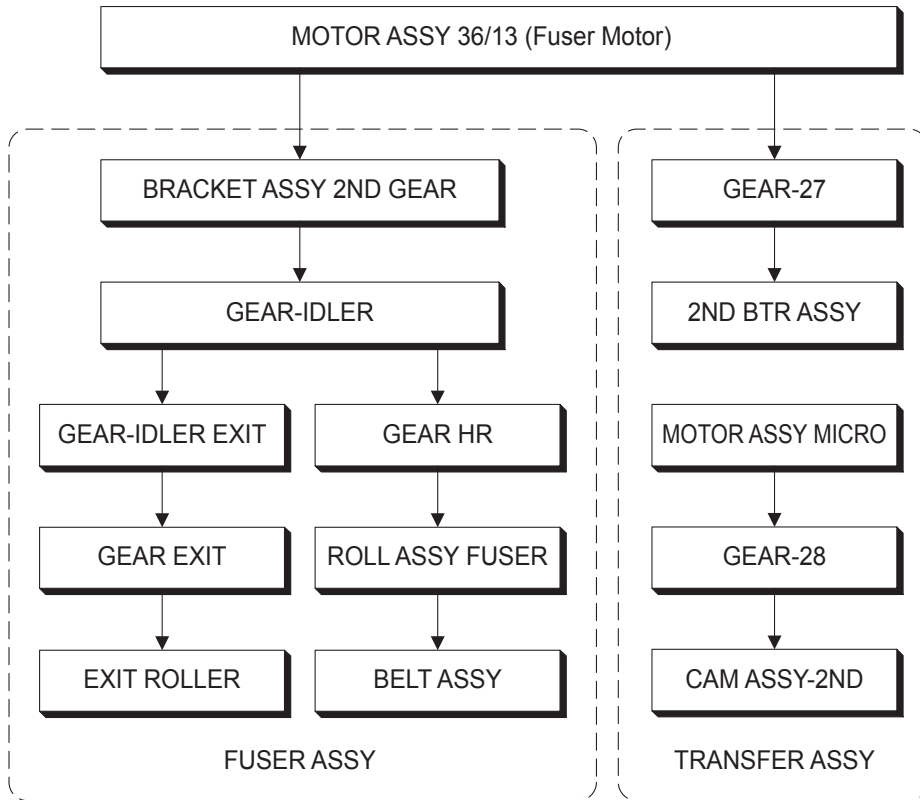 MOTOR ASSY 36/13 (Fuser Motor)
BRACKET ASSY 2ND GEAR
GEAR-IDLER
GEAR-IDLER EXIT
GEAR HR
GEAR EXIT
ROLL ASSY FUSER
EXIT ROLLER
BELT ASSY
FUSER ASSY
GEAR-27
2ND BTR ASSY
MOTOR ASSY MICRO
GEAR-28
CAM ASSY-2ND
TRANSFER ASSY